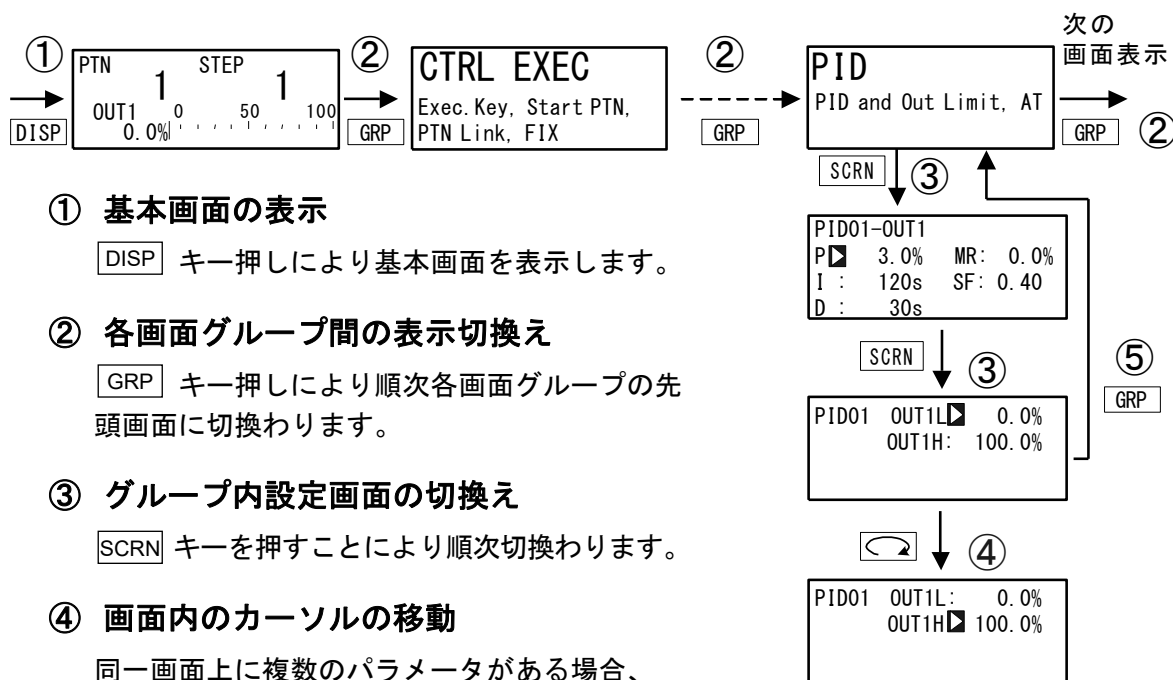 次の
画面表示
①
DISP
PTN 1 STEP 1
OUT1 0 50 100
0.0%
②
GRP
CTRL EXEC
Exec.Key, Start PTN,
PTN Link, FIX
②
GRP
PID
PID and Out Limit, AT
GRP ②
SCRN ③
① 基本画面の表示
DISP キー押しにより基本画面を表示します。
② 各画面グループ間の表示切換え
GRP キー押しにより順次各画面グループの先
頭画面に切換わります。
③ グループ内設定画面の切換え
SCRN キーを押すことにより順次切換わります。
④ 画面内のカーソルの移動
同一画面上に複数のパラメータがある場合、
PID01-OUT1
P 3.0% MR: 0.0%
I : 120s SF: 0.40
D : 30s
SCRN ③
⑤
GRP
PID01 OUT1L 0.0%
OUT1H: 100.0%
④
PID01 OUT1L: 0.0%
OUT1H 100.0%